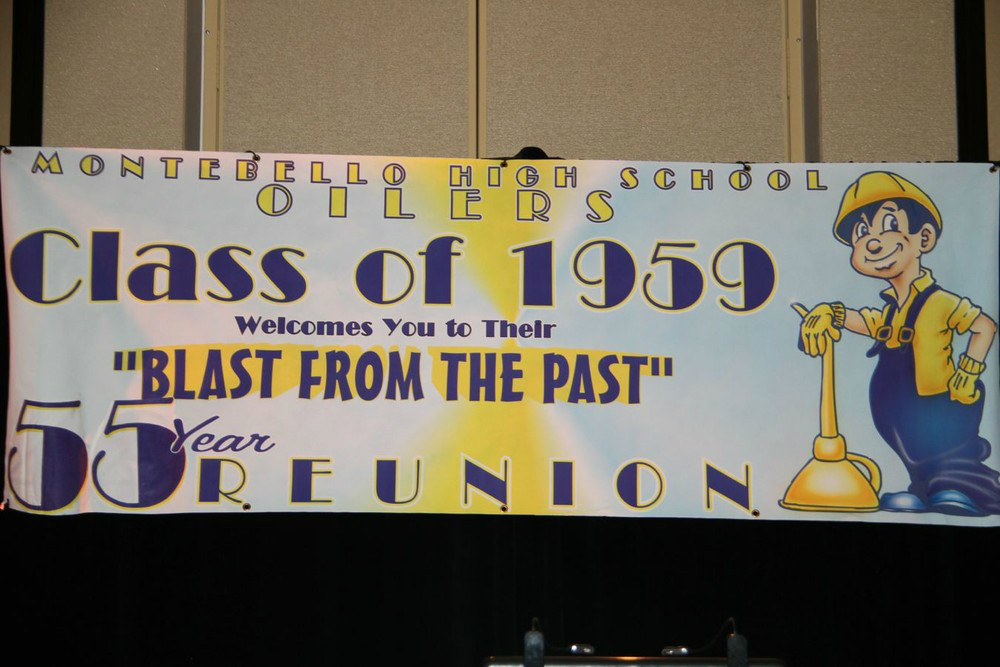 MONTEBELLO HIGH SCHOOL
OILERS
Class of 1959
Welcomes You to Their
"BLAST FROM THE PAST"
55 Year
REUNION